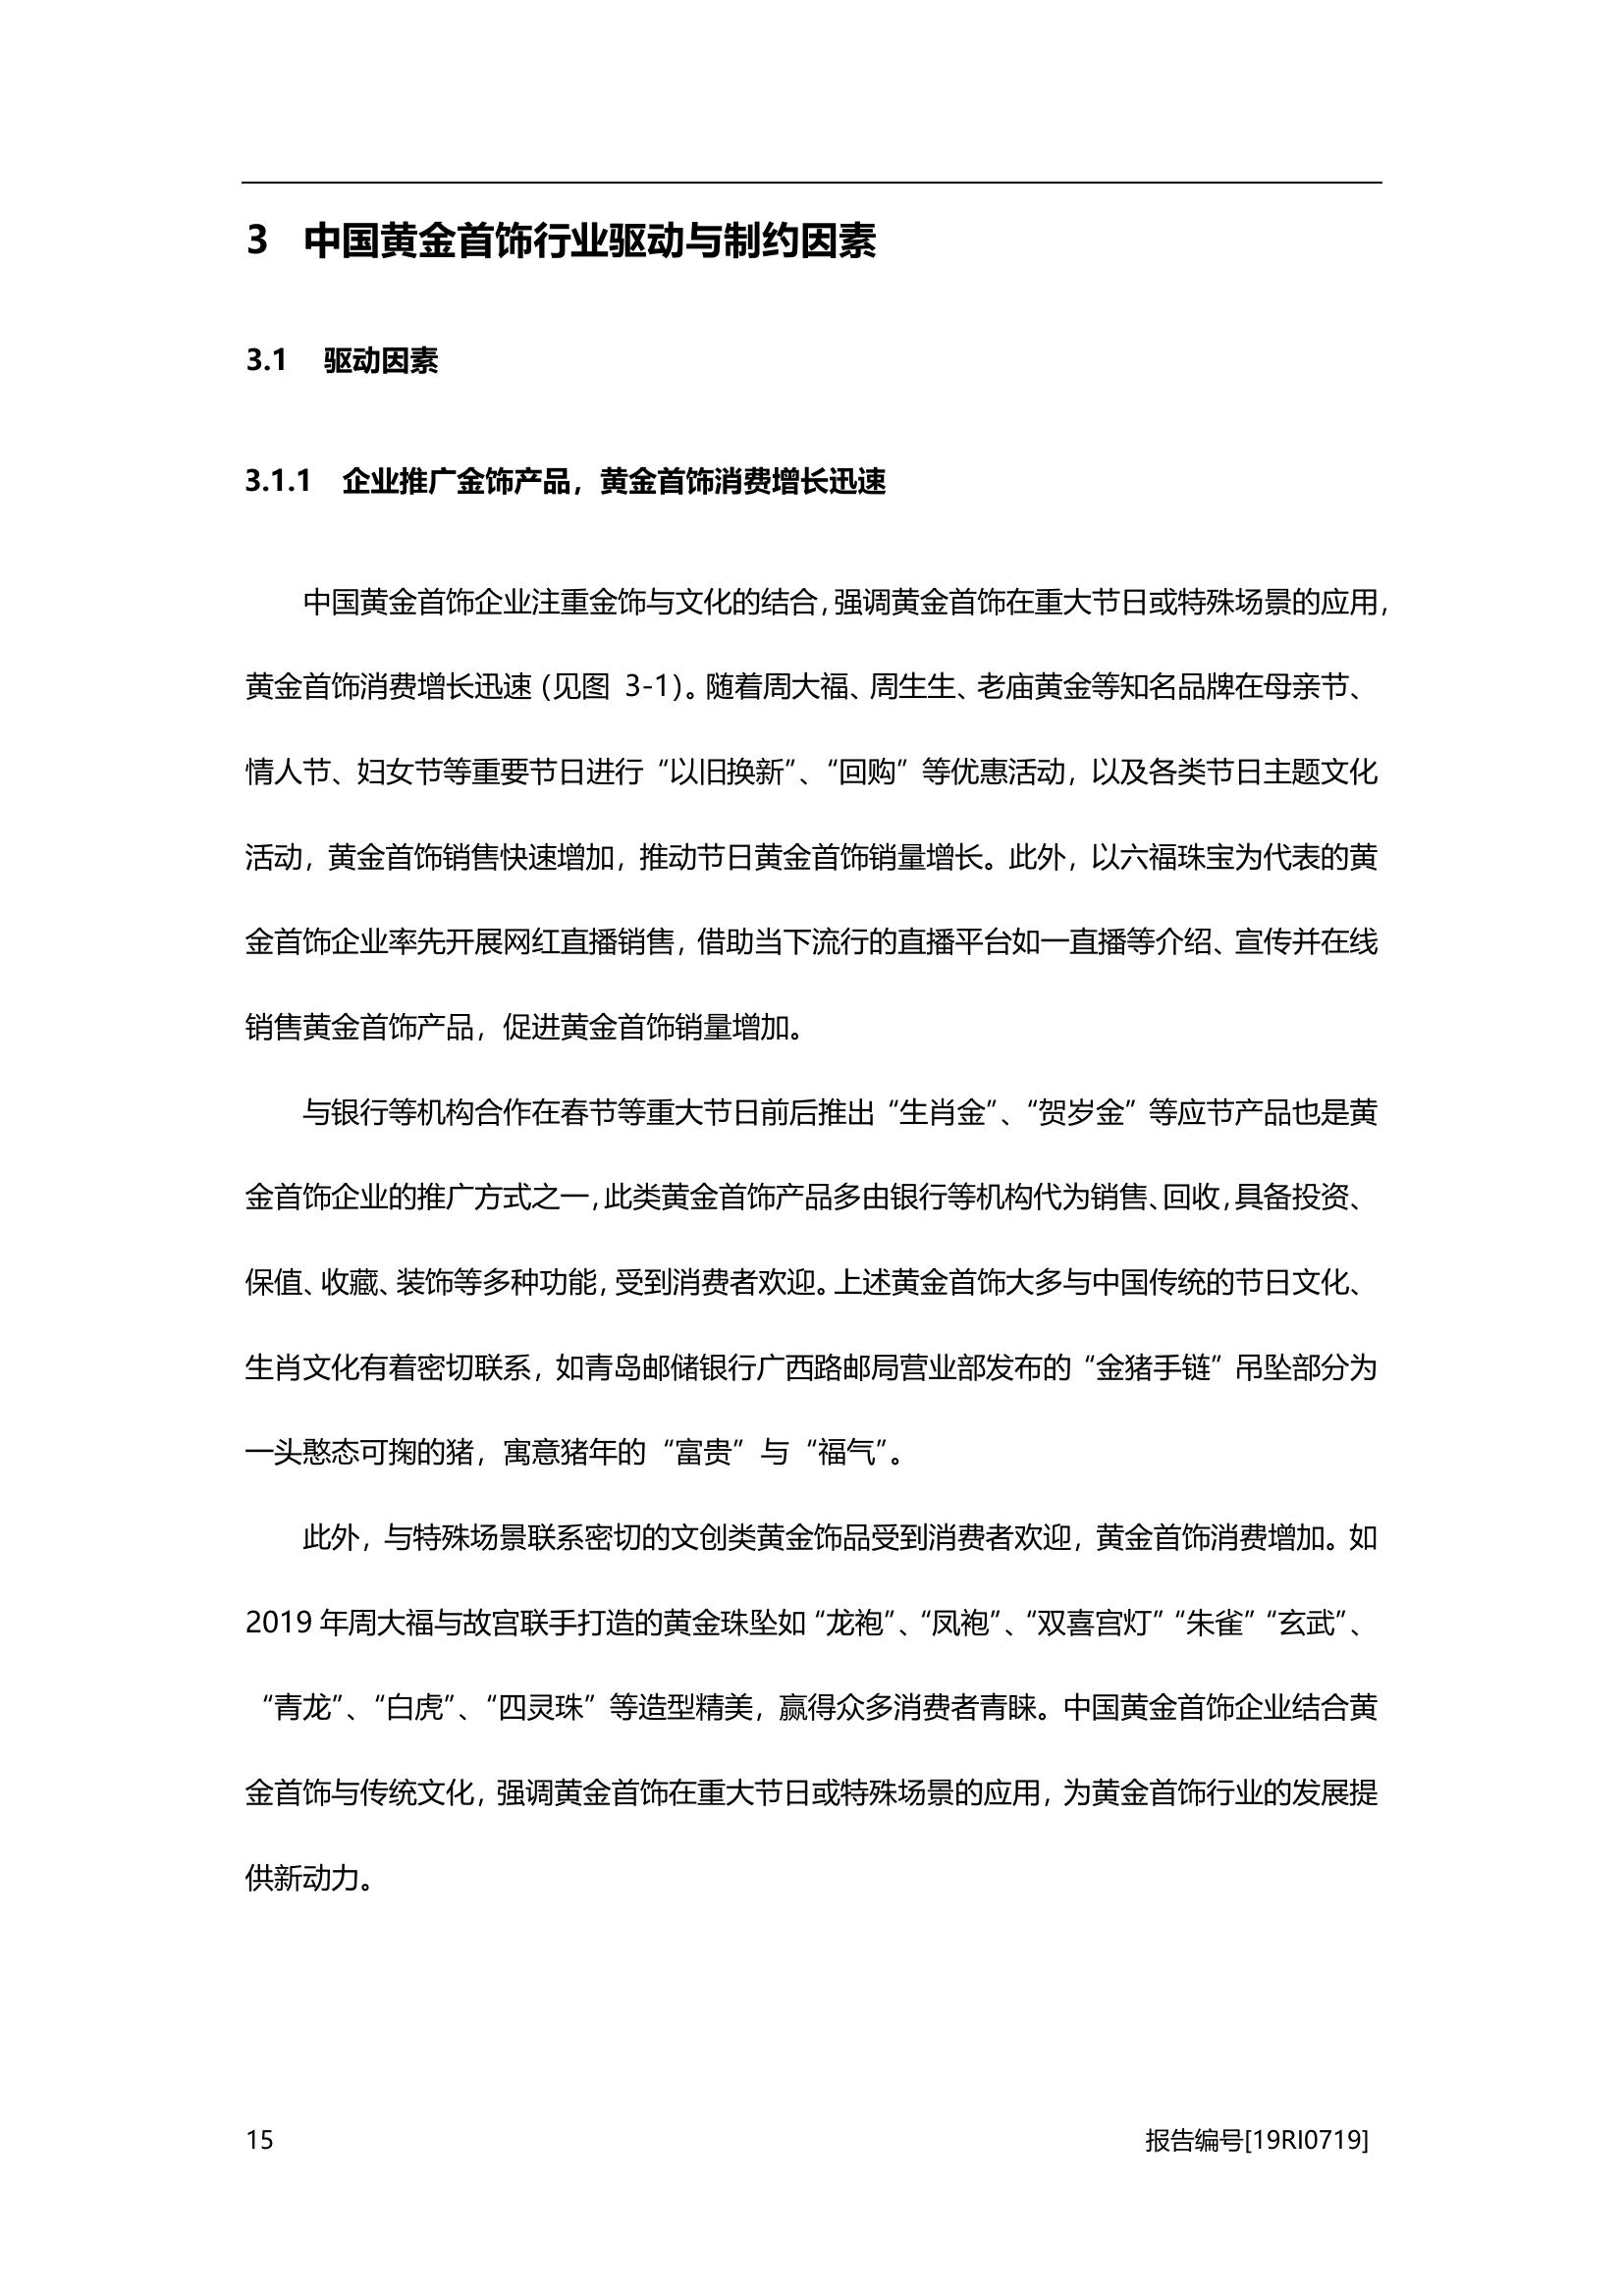 3 中国黄金首饰行业驱动与制约因素
3.1 驱动因素
3.1.1 企业推广金饰产品，黄金首饰消费增长迅速
中国黄金首饰企业注重金饰与文化的结合，强调黄金首饰在重大节日或特殊场景的应用，
黄金首饰消费增长迅速（见图 3-1）。随着周大福、周生生、老庙黄金等知名品牌在母亲节、
情人节、妇女节等重要节日进行“以旧换新”、“回购”等优惠活动，以及各类节日主题文化
活动，黄金首饰销售快速增加，推动节日黄金首饰销量增长。此外，以六福珠宝为代表的黄
金首饰企业率先开展网红直播销售，借助当下流行的直播平台如一直播等介绍、宣传并在线
销售黄金首饰产品，促进黄金首饰销量增加。
与银行等机构合作在春节等重大节日前后推出“生肖金”、“贺岁金”等应节产品也是黄
金首饰企业的推广方式之一，此类黄金首饰产品多由银行等机构代为销售、回收，具备投资、
保值、收藏、装饰等多种功能，受到消费者欢迎。上述黄金首饰大多与中国传统的节日文化、
生肖文化有着密切联系，如青岛邮储银行广西路邮局营业部发布的“金猪手链”吊坠部分为
一头憨态可掬的猪，寓意猪年的“富贵”与“福气”。
此外，与特殊场景联系密切的文创类黄金饰品受到消费者欢迎，黄金首饰消费增加。如
2019 年周大福与故宫联手打造的黄金珠坠如“龙袍”、“凤袍”、“双喜宫灯”“朱雀”“玄武”、
“青龙”、“白虎”、“四灵珠”等造型精美，赢得众多消费者青睐。中国黄金首饰企业结合黄
金首饰与传统文化，强调黄金首饰在重大节日或特殊场景的应用，为黄金首饰行业的发展提
供新动力。
15 报告编号[19RI0719]